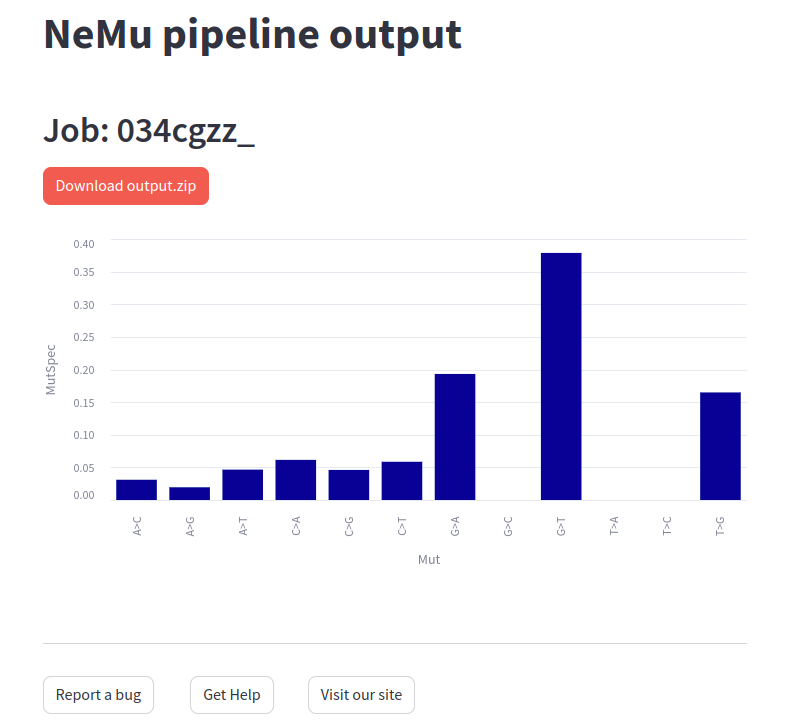 NeMu pipeline output
Job: 034cgzz_
Download output.zip
0.40
0.35
0.30
0.25
0.20
0.15
0.10
0.05
0.00
MutSpec
A>C
A>G
A>T
C>A
C>G
C>T
G>A
G>C
G>T
T>A
T>C
T>G
Mut
Report a bug
Get Help
Visit our site